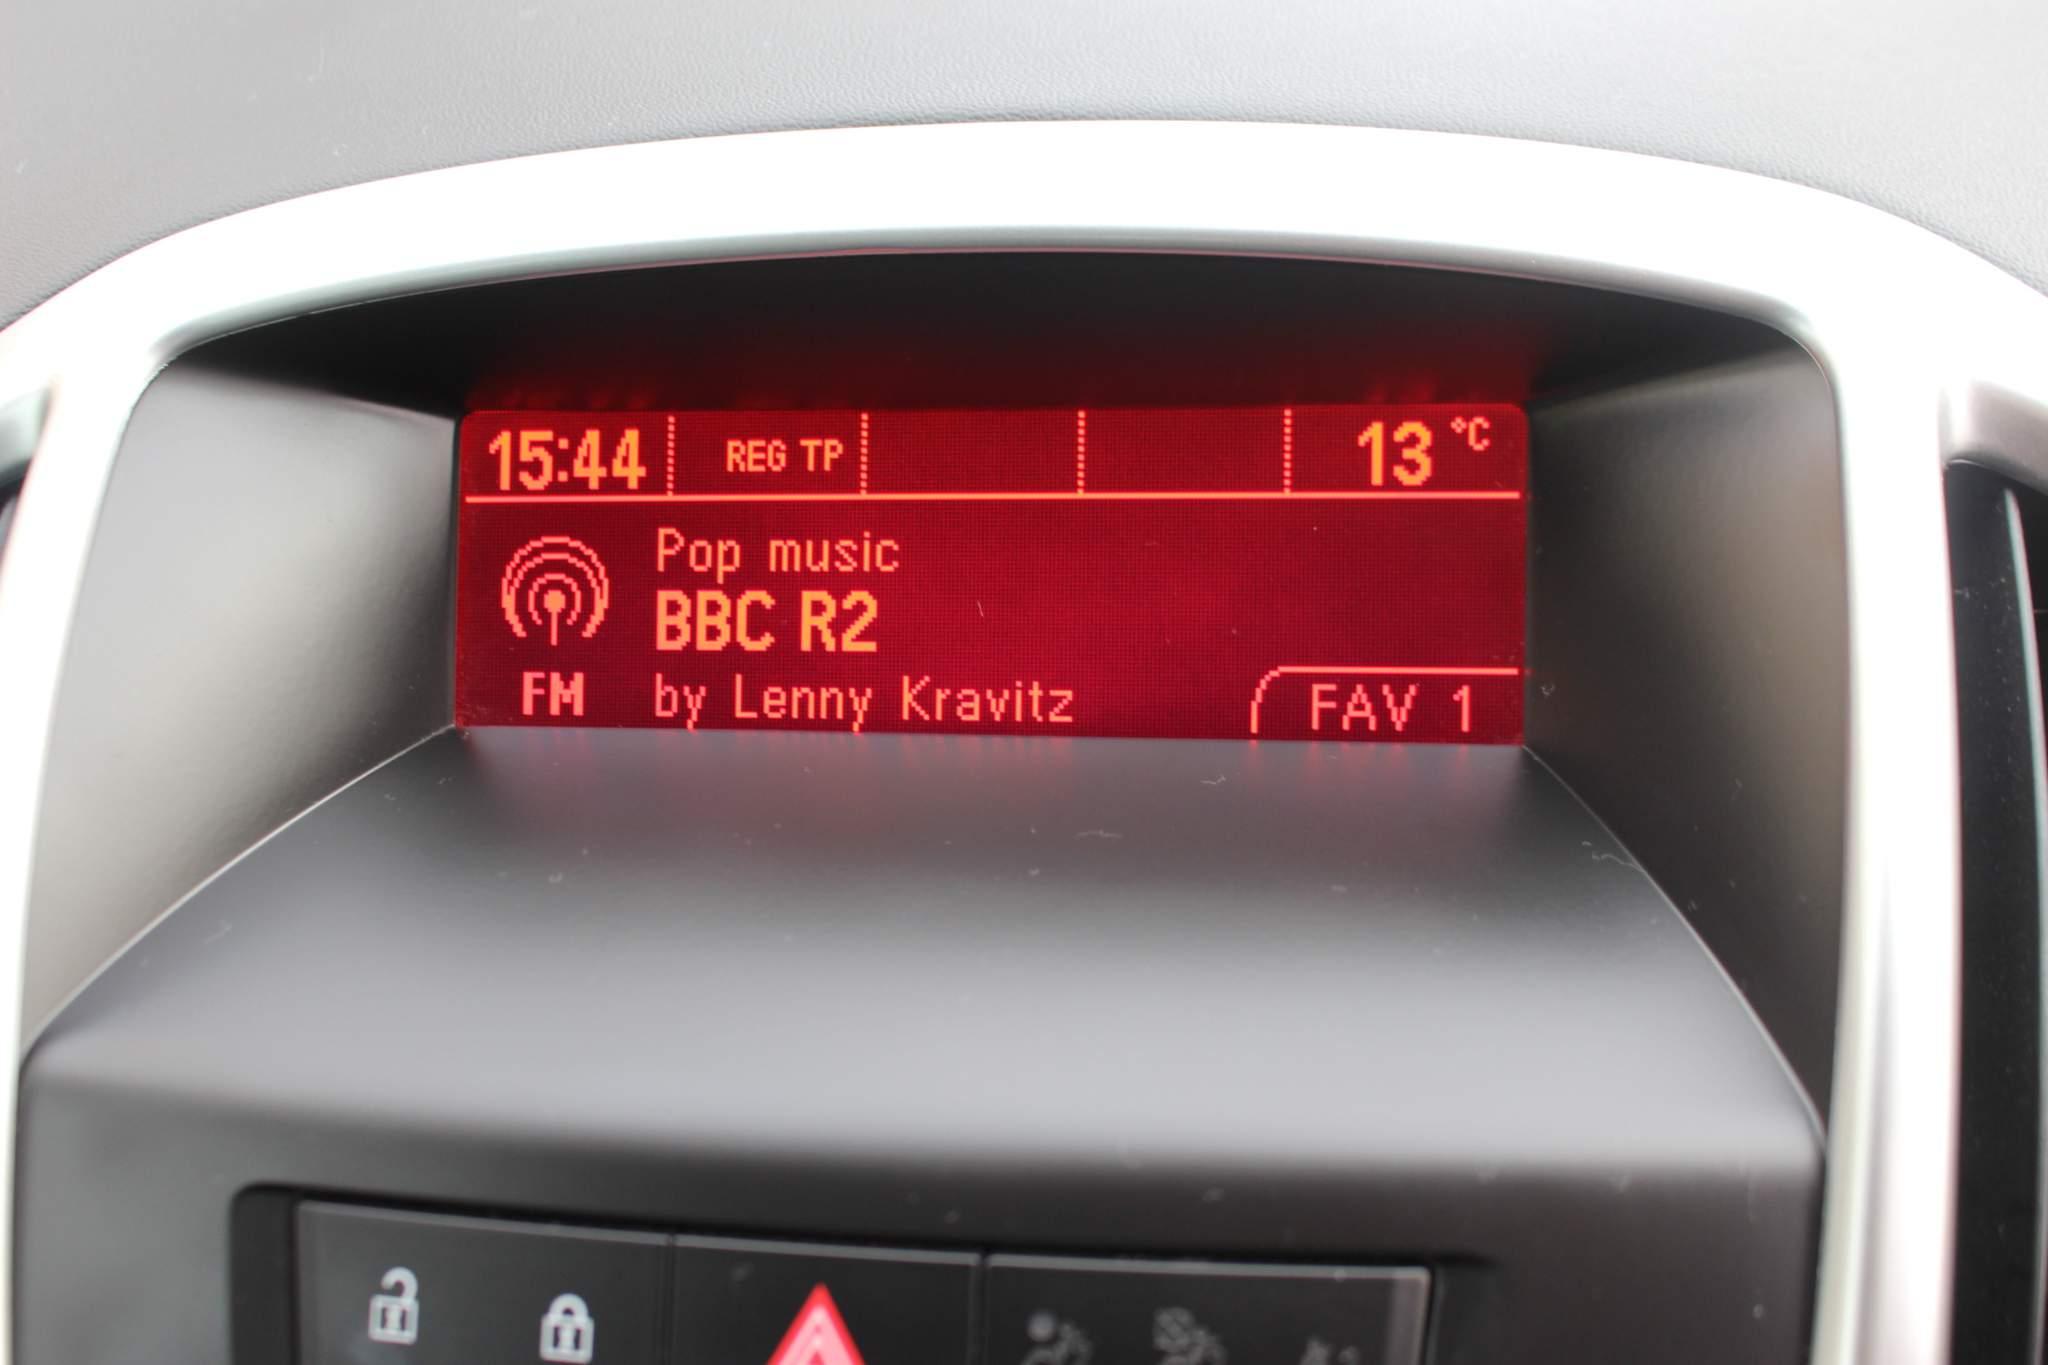 15:44 REG TP 13 °C
Pop music
BBC R2
FM by Lenny Kravitz FAV 1